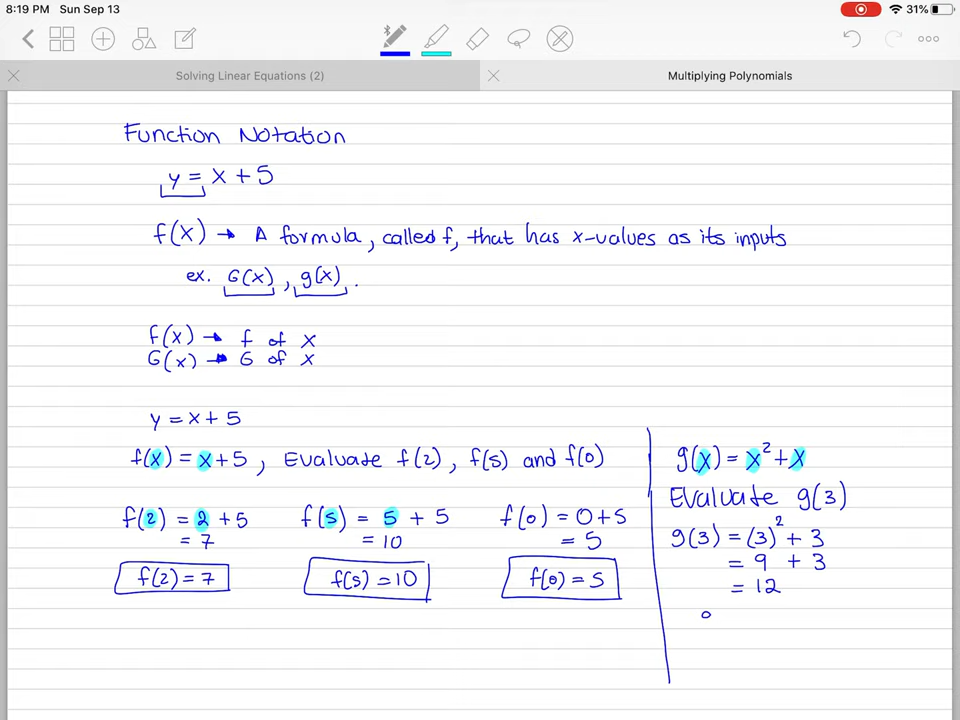 8:19 PM Sun Sep 13
31%
Solving Linear Equations (2)
Multiplying Polynomials
Function Notation
y = x + 5
f(x) → A formula, called f, that has x-values as its inputs
ex. G(x), g(x).
f(x) → f of x
G(x) → G of x
y = x + 5
f(x) = x + 5, Evaluate f(2), f(5) and f(0)
f(2) = 2 + 5
= 7
f(2) = 7
f(5) = 5 + 5
= 10
f(5) = 10
f(0) = 0 + 5
= 5
f(0) = 5
g(x) = x² + x
Evaluate g(3)
g(3) = (3)² + 3
= 9 + 3
= 12